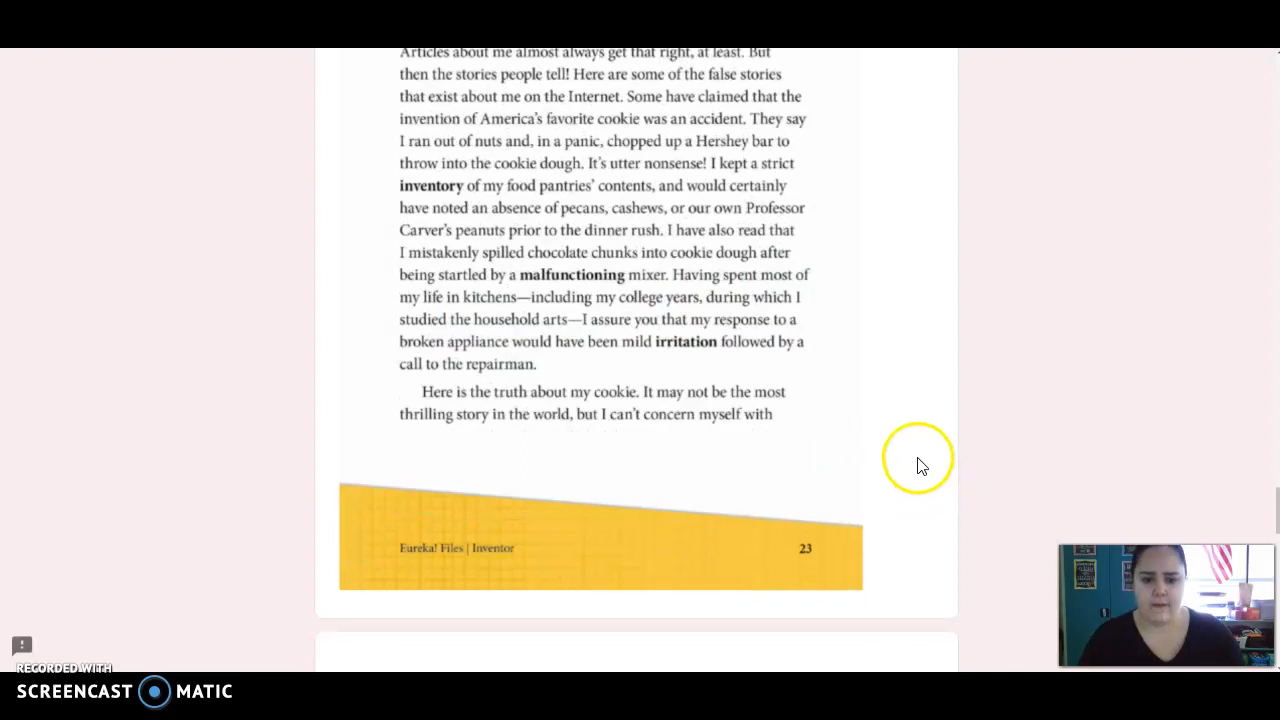 Articles about me almost always get that right, at least. But
then the stories people tell! Here are some of the false stories
that exist about me on the Internet. Some have claimed that the
invention of America's favorite cookie was an accident. They say
I ran out of nuts and, in a panic, chopped up a Hershey bar to
throw into the cookie dough. It's utter nonsense! I kept a strict
inventory of my food pantries' contents, and would certainly
have noted an absence of pecans, cashews, or our own Professor
Carver's peanuts prior to the dinner rush. I have also read that
I mistakenly spilled chocolate chunks into cookie dough after
being startled by a malfunctioning mixer. Having spent most of
my life in kitchens—including my college years, during which I
studied the household arts—I assure you that my response to a
broken appliance would have been mild irritation followed by a
call to the repairman.
Here is the truth about my cookie. It may not be the most
thrilling story in the world, but I can't concern myself with
Eureka! Files | Inventor 23
RECORDED WITH
SCREENCAST MATIC